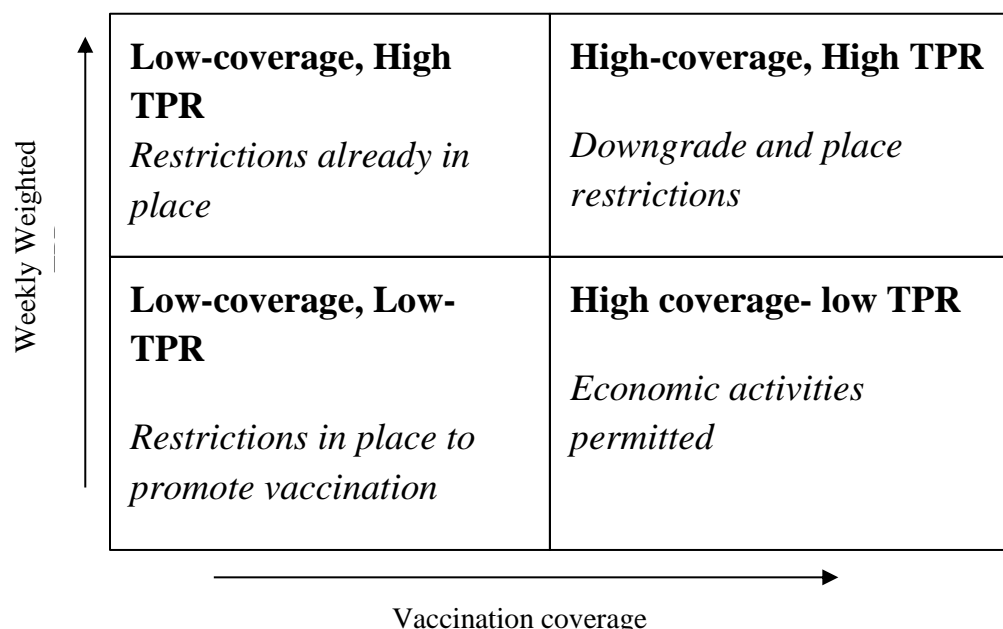 Weekly Weighted
Low-coverage, High
TPR
Restrictions already in
place
High-coverage, High TPR
Downgrade and place
restrictions
Low-coverage, Low-
TPR
Restrictions in place to
promote vaccination
High coverage- low TPR
Economic activities
permitted
Vaccination coverage